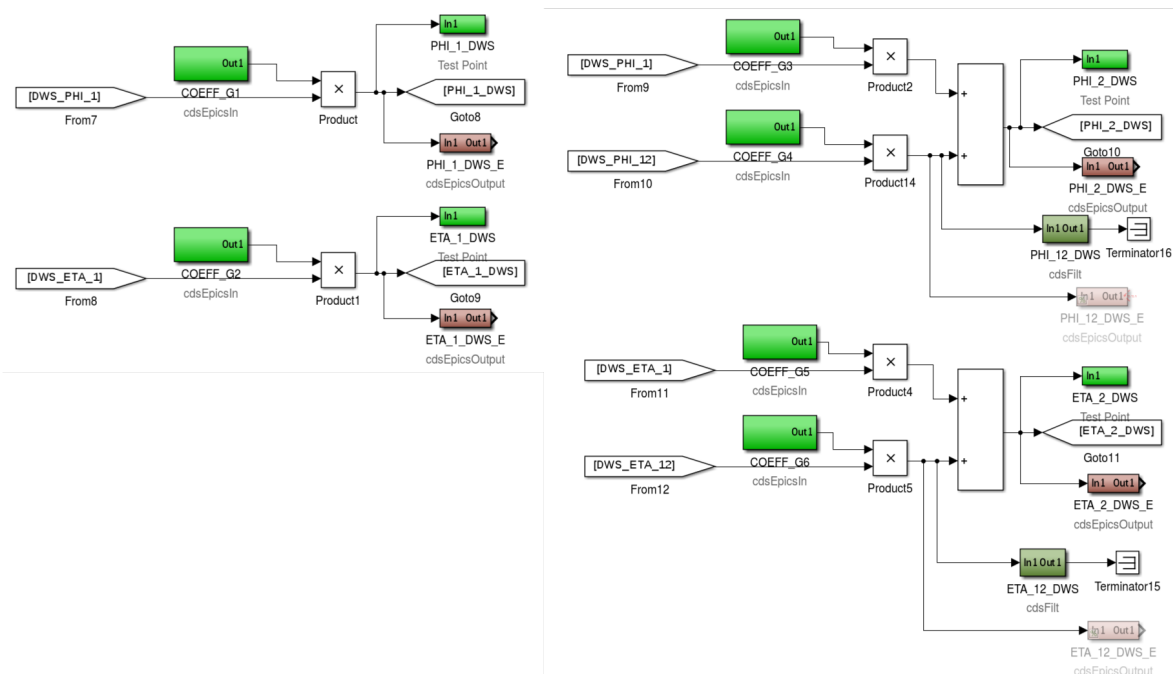 In1
PHI_1_DWS
Test Point
Out1
COEFF_G1
cdsEpicsIn
[DWS_PHI_1]
From7
×
Product
[PHI_1_DWS]
Goto8
In1 Out1
PHI_1_DWS_E
cdsEpicsOutput
In1
ETA_1_DWS
Test Point
Out1
COEFF_G2
cdsEpicsIn
[DWS_ETA_1]
From8
×
Product1
[ETA_1_DWS]
Goto9
In1 Out1
ETA_1_DWS_E
cdsEpicsOutput
Out1
COEFF_G3
cdsEpicsIn
[DWS_PHI_1]
From9
×
Product2
Out1
COEFF_G4
cdsEpicsIn
[DWS_PHI_12]
From10
×
Product14
+
+
In1
PHI_2_DWS
Test Point
[PHI_2_DWS]
Goto10
In1 Out1
PHI_2_DWS_E
cdsEpicsOutput
In1 Out1
PHI_12_DWS
cdsFilt
Terminator16
In1 Out1
PHI_12_DWS_E
cdsEpicsOutput
Out1
COEFF_G5
cdsEpicsIn
[DWS_ETA_1]
From11
×
Product4
Out1
COEFF_G6
cdsEpicsIn
[DWS_ETA_12]
From12
×
Product5
+
+
In1
ETA_2_DWS
Test Point
[ETA_2_DWS]
Goto11
In1 Out1
ETA_2_DWS_E
cdsEpicsOutput
In1 Out1
ETA_12_DWS
cdsFilt
Terminator15
In1 Out1
ETA_12_DWS_E
cdsEpicsOutput